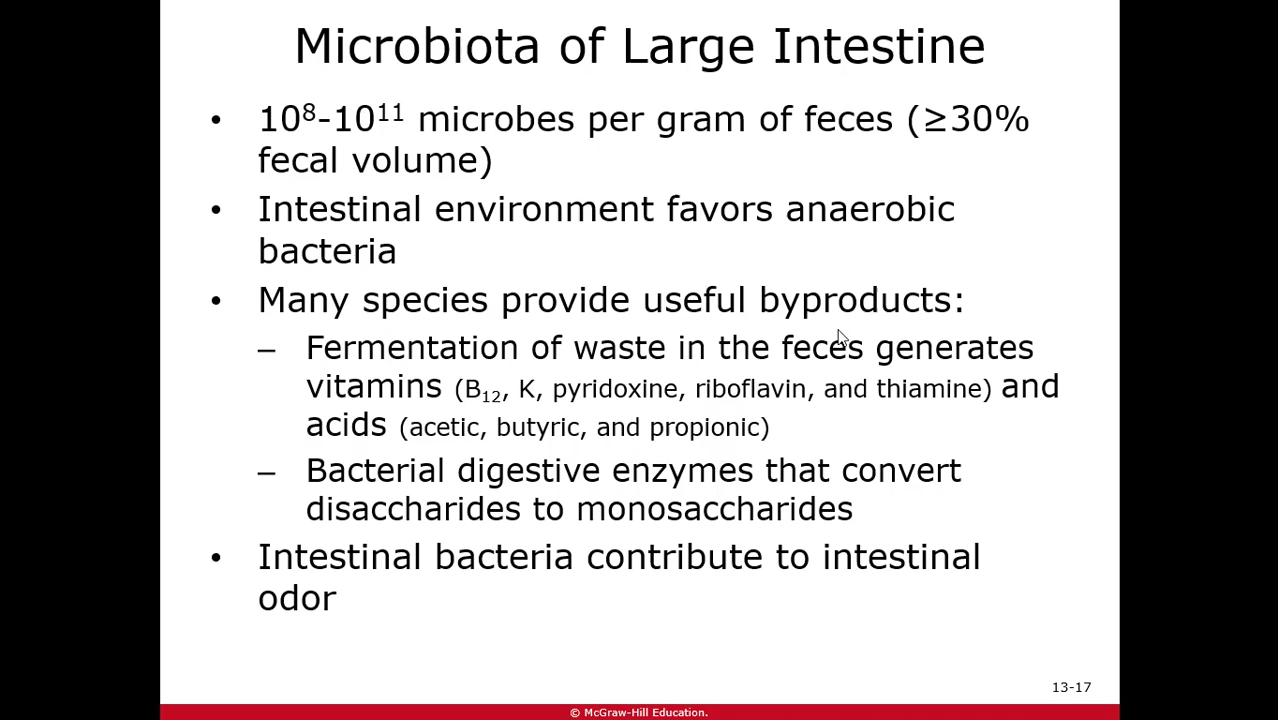 Microbiota of Large Intestine
• 10⁸-10¹¹ microbes per gram of feces (≥30%
fecal volume)
• Intestinal environment favors anaerobic
bacteria
• Many species provide useful byproducts:
– Fermentation of waste in the feces generates
vitamins (B₁₂, K, pyridoxine, riboflavin, and thiamine) and
acids (acetic, butyric, and propionic)
– Bacterial digestive enzymes that convert
disaccharides to monosaccharides
• Intestinal bacteria contribute to intestinal
odor
13-17
© McGraw-Hill Education.